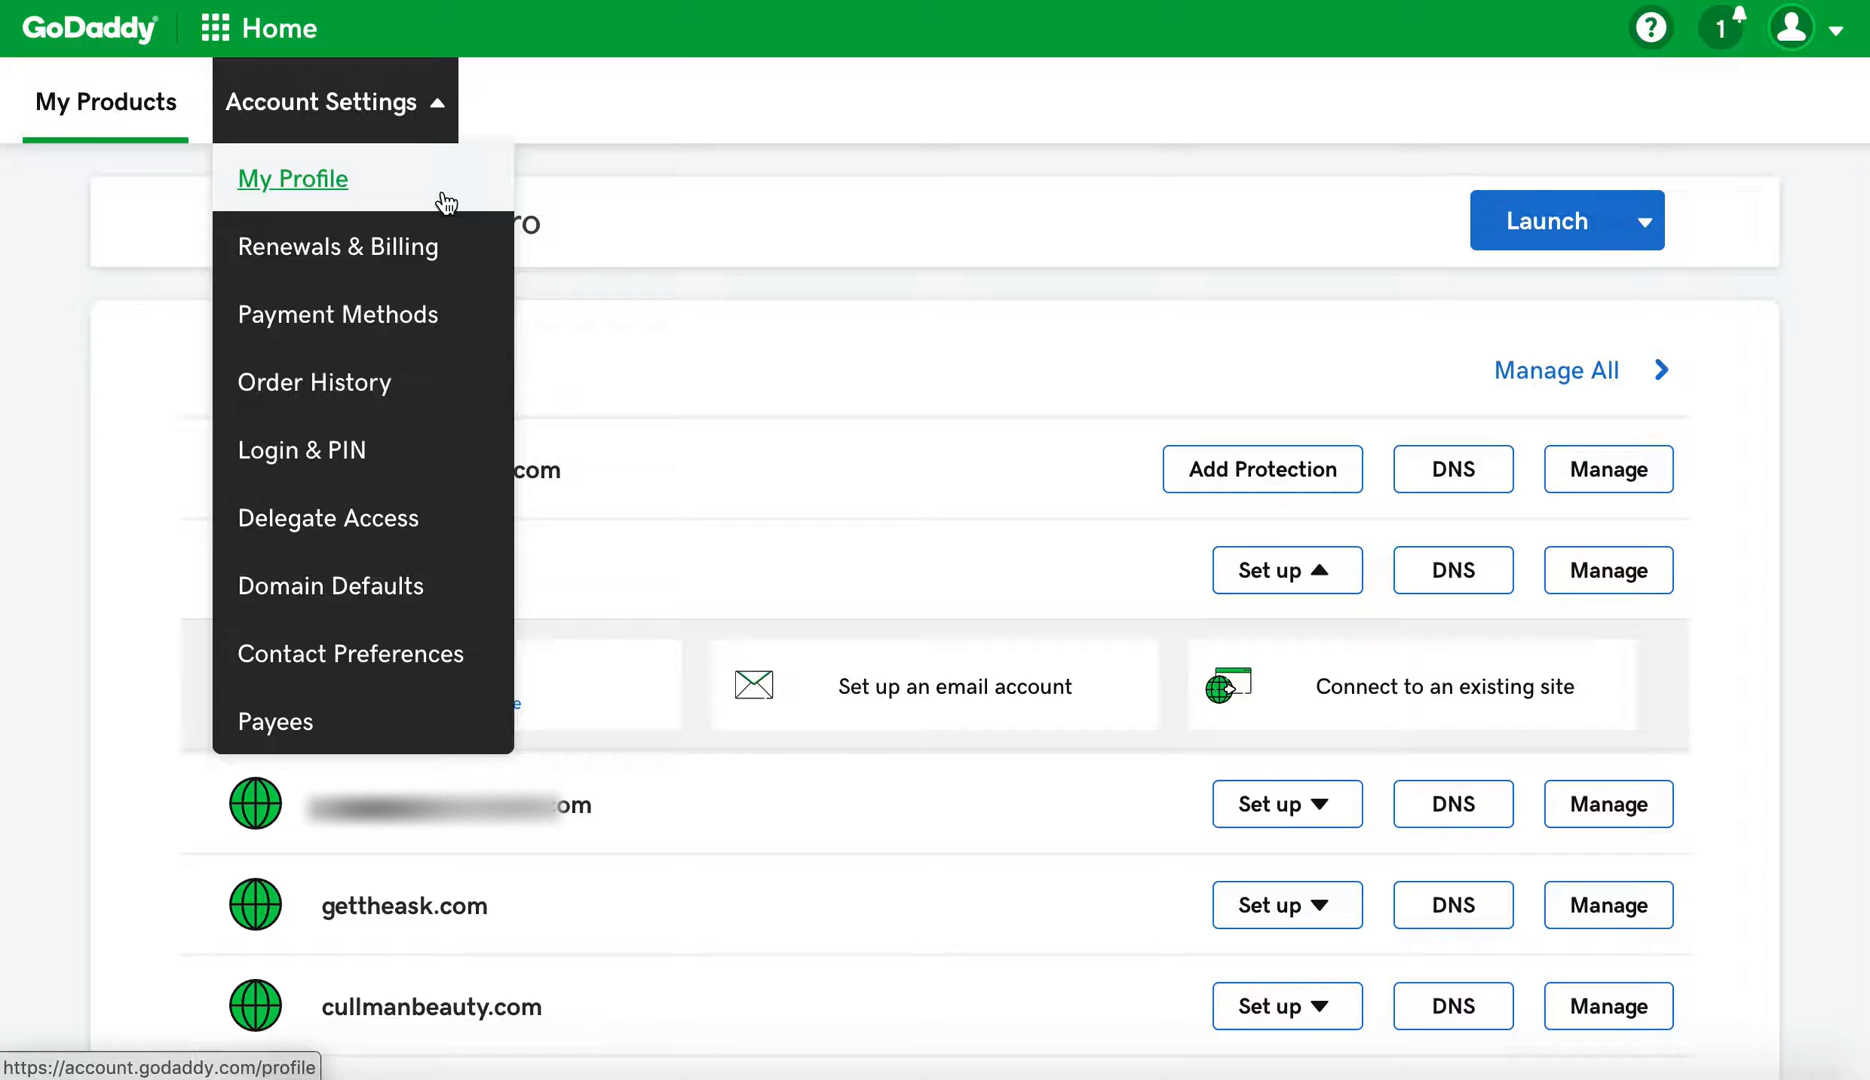 GoDaddy Home 1
My Products Account Settings
My Profile
ro Launch
Renewals & Billing
Payment Methods
Manage All
Order History
Login & PIN
com Add Protection DNS Manage
Delegate Access
Set up DNS Manage
Domain Defaults
Contact Preferences
Set up an email account Connect to an existing site
e
Payees
om Set up DNS Manage
gettheask.com Set up DNS Manage
cullmanbeauty.com Set up DNS Manage
https://account.godaddy.com/profile